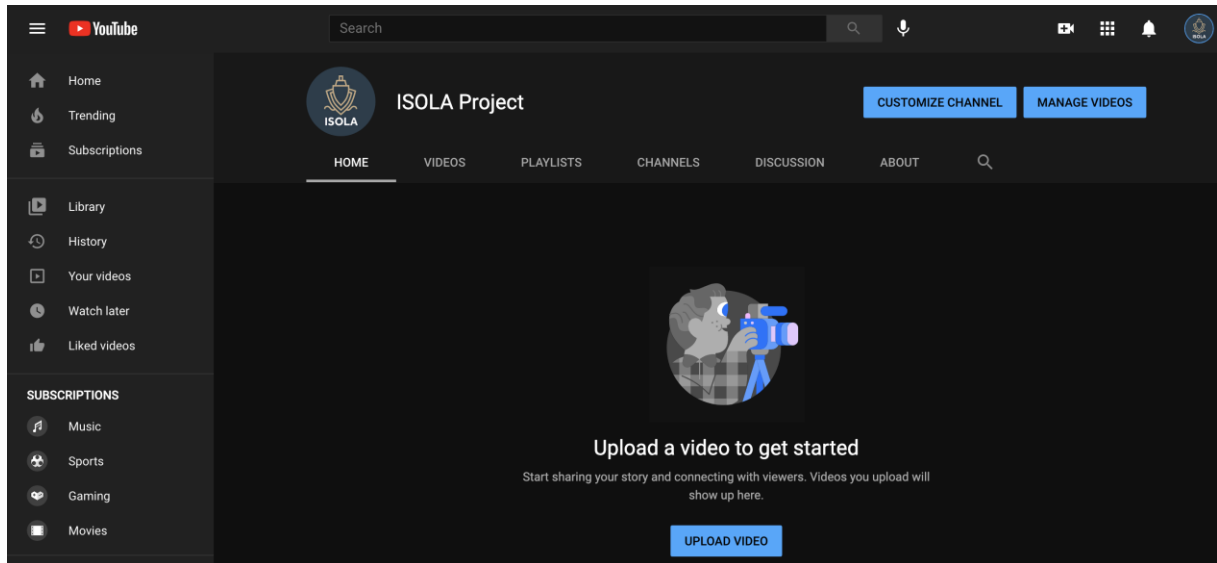 YouTube
Search
ISOLA
Home
Trending
Subscriptions
Library
History
Your videos
Watch later
Liked videos
SUBSCRIPTIONS
Music
Sports
Gaming
Movies
ISOLA
ISOLA Project
CUSTOMIZE CHANNEL
MANAGE VIDEOS
HOME
VIDEOS
PLAYLISTS
CHANNELS
DISCUSSION
ABOUT
Upload a video to get started
Start sharing your story and connecting with viewers. Videos you upload will
show up here.
UPLOAD VIDEO